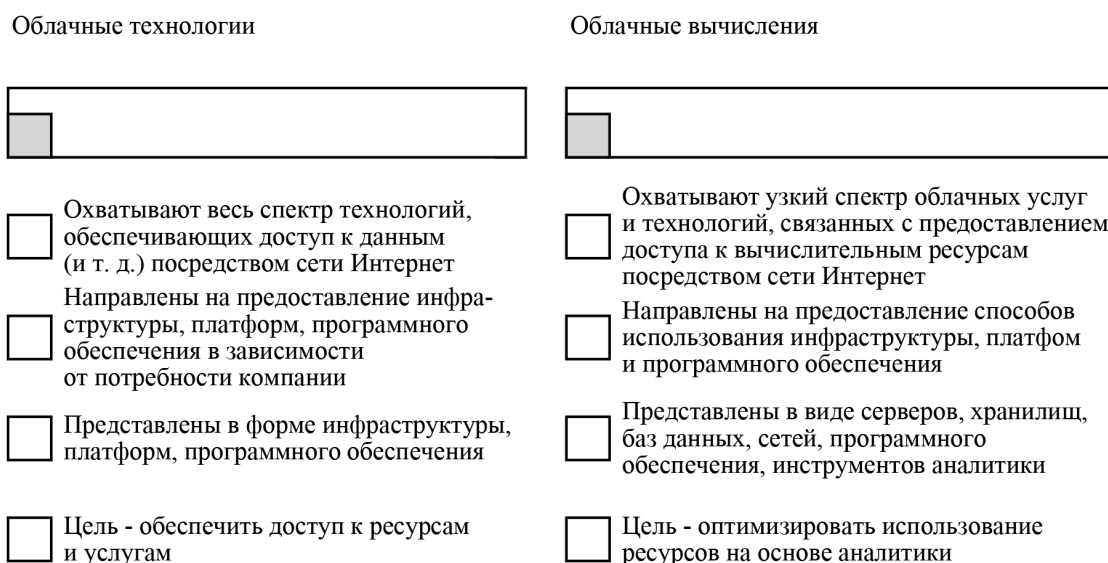 Облачные технологии
Облачные вычисления
Охватывают весь спектр технологий,
обеспечивающих доступ к данным
(и т. д.) посредством сети Интернет
Направлены на предоставление инфра-
структуры, платформ, программного
обеспечения в зависимости
от потребности компании
Представлены в форме инфраструктуры,
платформ, программного обеспечения
Цель - обеспечить доступ к ресурсам
и услугам
Охватывают узкий спектр облачных услуг
и технологий, связанных с предоставлением
доступа к вычислительным ресурсам
посредством сети Интернет
Направлены на предоставление способов
использования инфраструктуры, платфом
и программного обеспечения
Представлены в виде серверов, хранилищ,
баз данных, сетей, программного
обеспечения, инструментов аналитики
Цель - оптимизировать использование
ресурсов на основе аналитики